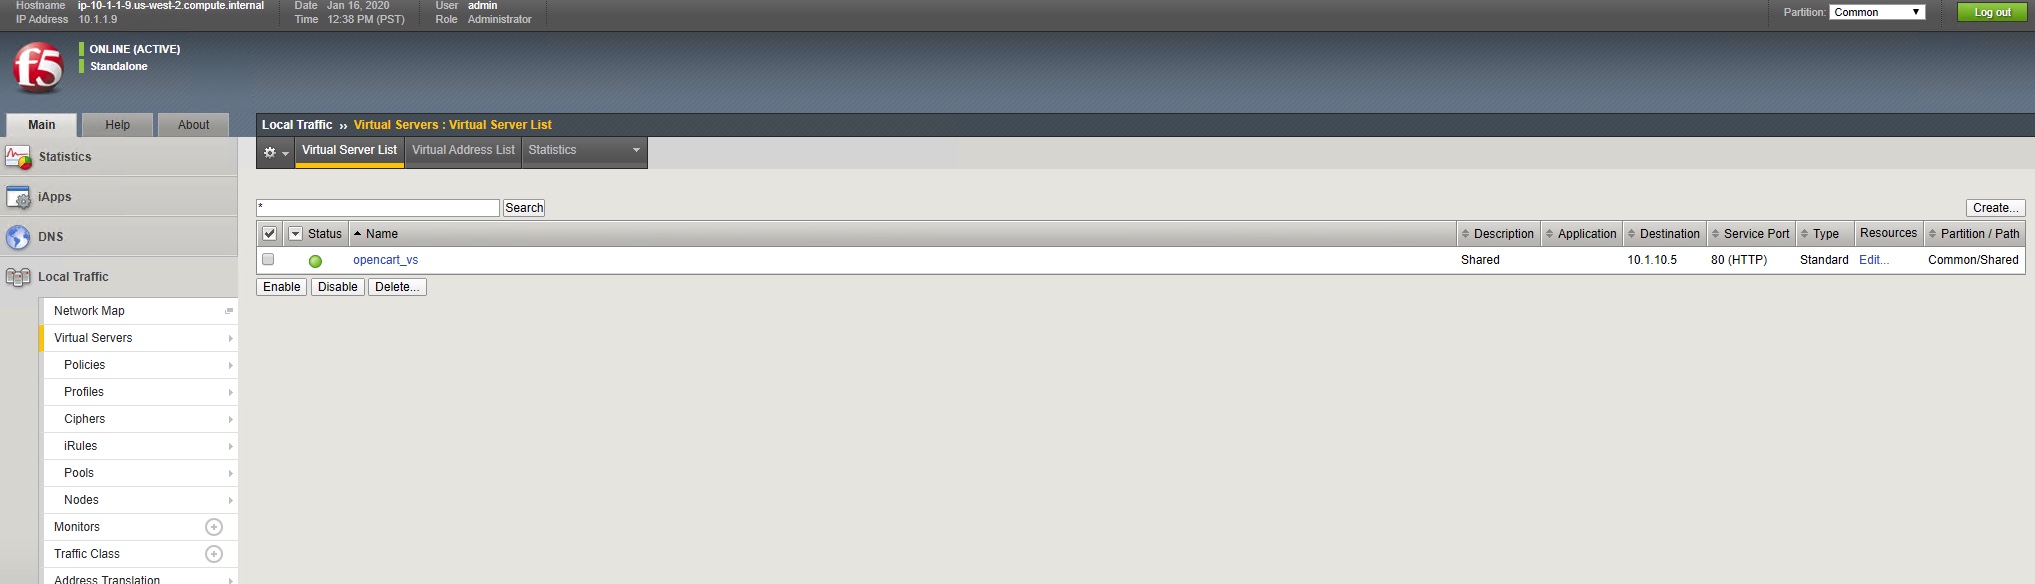 Hostname ip-10-1-1-9.us-west-2.compute.internal Date Jan 16, 2020 User admin
IP Address 10.1.1.9 Time 12:38 PM (PST) Role Administrator
Partition: Common Log out
f5
ONLINE (ACTIVE)
Standalone
Main Help About
Local Traffic ›› Virtual Servers : Virtual Server List
Virtual Server List Virtual Address List Statistics
Statistics
iApps
DNS
Local Traffic
Network Map
Virtual Servers
Policies
Profiles
Ciphers
iRules
Pools
Nodes
Monitors
Traffic Class
Address Translation
* Search Create...
Status Name Description Application Destination Service Port Type Resources Partition / Path
opencart_vs Shared 10.1.10.5 80 (HTTP) Standard Edit... Common/Shared
Enable Disable Delete...